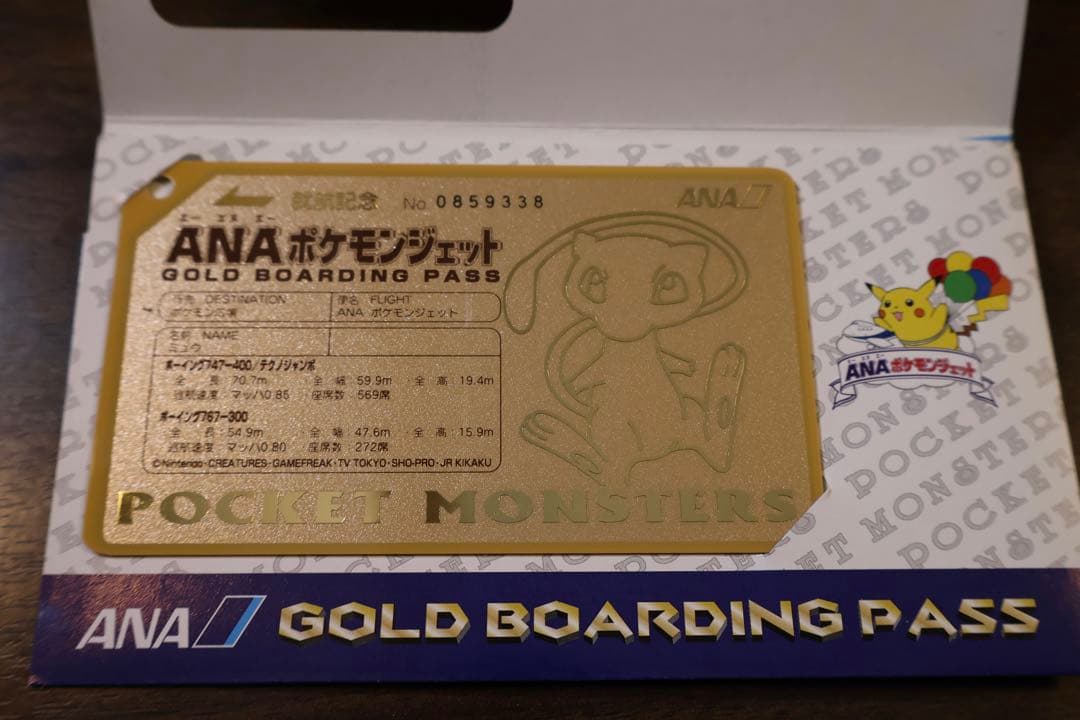 No. 0859338
ANA
エー エヌ エー
ANAポケモンジェット
GOLD BOARDING PASS
行先 DESTINATION
ポケモン広場
便名 FLIGHT
ANA ポケモンジェット
名前 NAME
ミュウ
ボーイング747-400/テクノジャンボ
全 長 70.7m 全 幅 59.9m 全 高:19.4m
巡航速度:マッハ0.85 座席数:569席
ボーイング767-300
全 長:54.9m 全 幅:47.6m 全 高:15.9m
巡航速度 マッハ0.80 座席数:272席
©Nintendo・CREATURES・GAMEFREAK・TV TOKYO・SHO-PRO・JR KIKAKU
POCKET MONSTERS
ANAポケモンジェット
POCKET MONSTERS
ANA GOLD BOARDING PASS